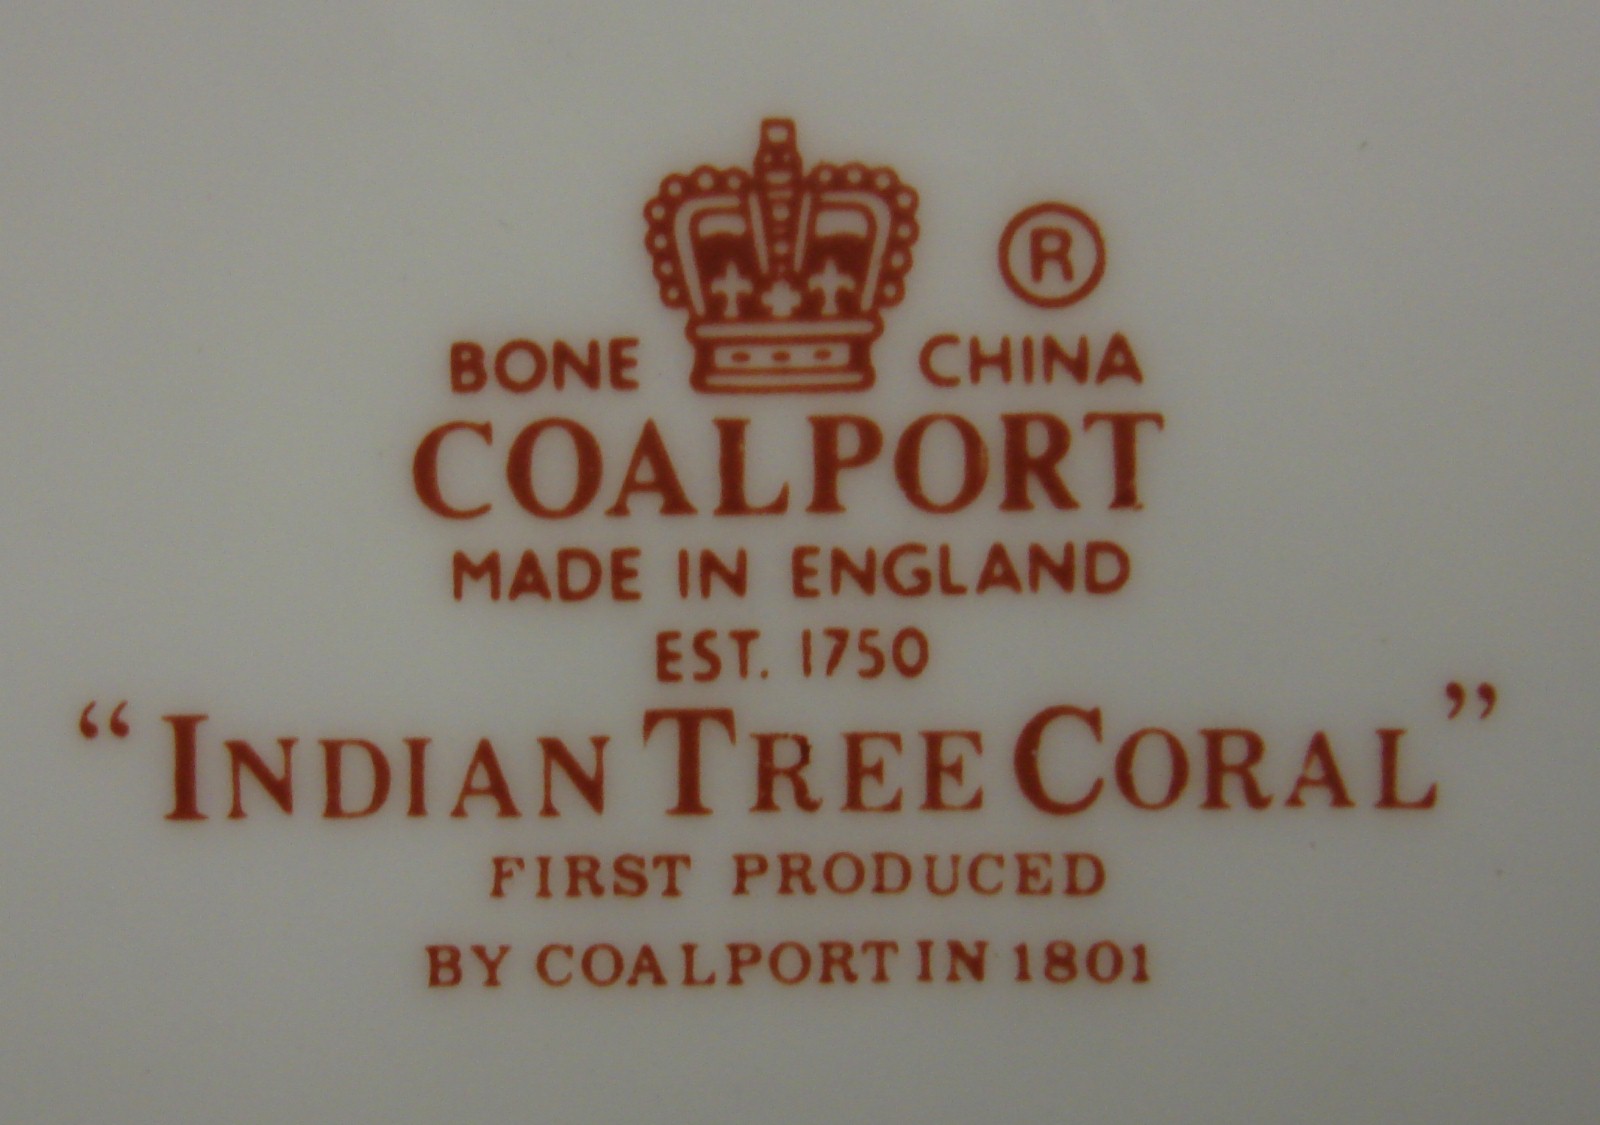 ®
BONE CHINA
COALPORT
MADE IN ENGLAND
EST. 1750
“INDIAN TREE CORAL”
FIRST PRODUCED
BY COALPORT IN 1801